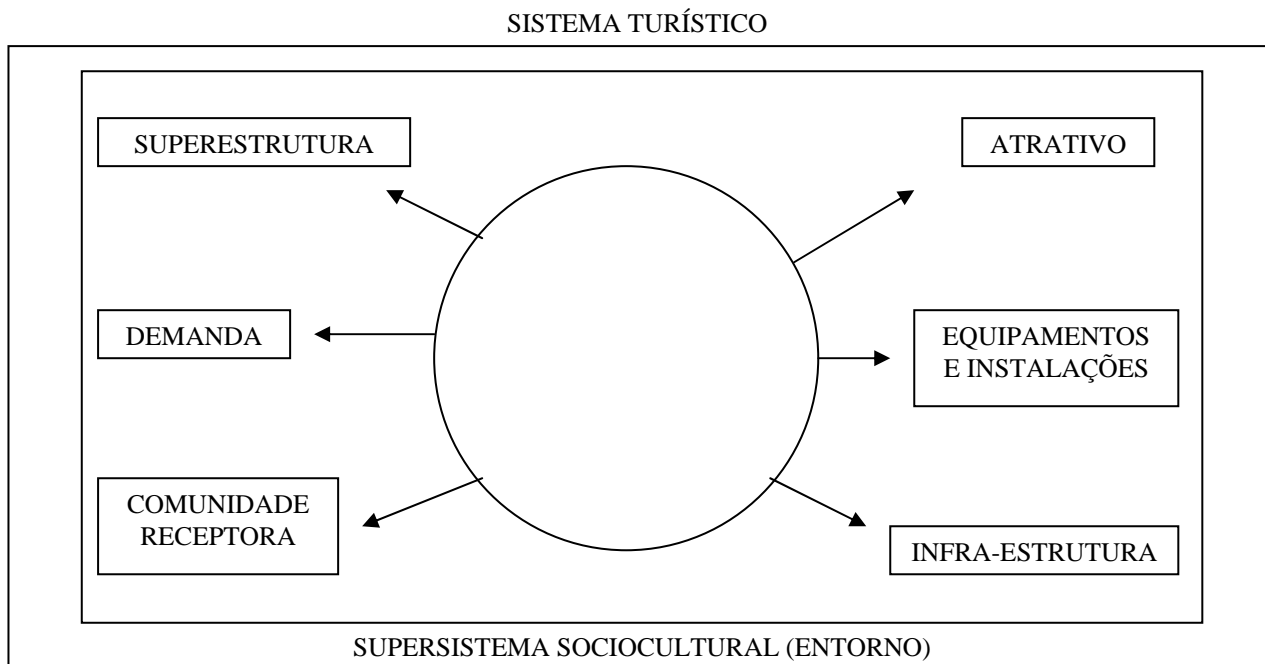 SISTEMA TURÍSTICO
SUPERESTRUTURA
ATRATIVO
DEMANDA
EQUIPAMENTOS
E INSTALAÇÕES
COMUNIDADE
RECEPTORA
INFRA-ESTRUTURA
SUPERSISTEMA SOCIOCULTURAL (ENTORNO)